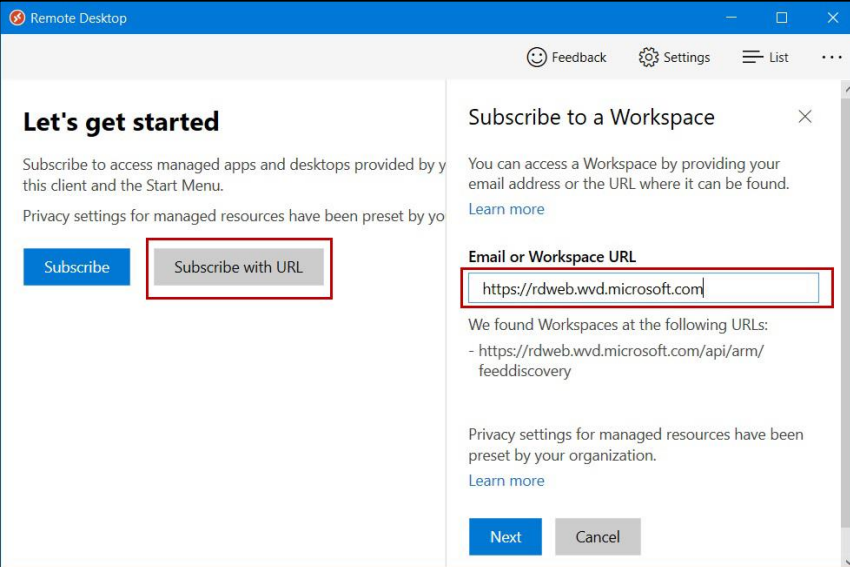 Remote Desktop
Feedback
Settings
List
Let's get started
Subscribe to access managed apps and desktops provided by y
this client and the Start Menu.
Privacy settings for managed resources have been preset by yo
Subscribe
Subscribe with URL
Subscribe to a Workspace
You can access a Workspace by providing your
email address or the URL where it can be found.
Learn more
Email or Workspace URL
https://rdweb.wvd.microsoft.com
We found Workspaces at the following URLs:
- https://rdweb.wvd.microsoft.com/api/arm/
feeddiscovery
Privacy settings for managed resources have been
preset by your organization.
Learn more
Next
Cancel